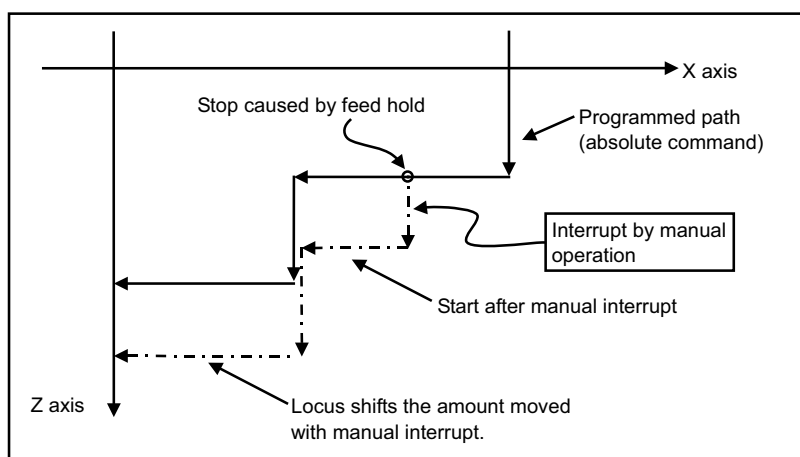 X axis
Stop caused by feed hold
Programmed path
(absolute command)
Interrupt by manual
operation
Start after manual interrupt
Z axis
Locus shifts the amount moved
with manual interrupt.